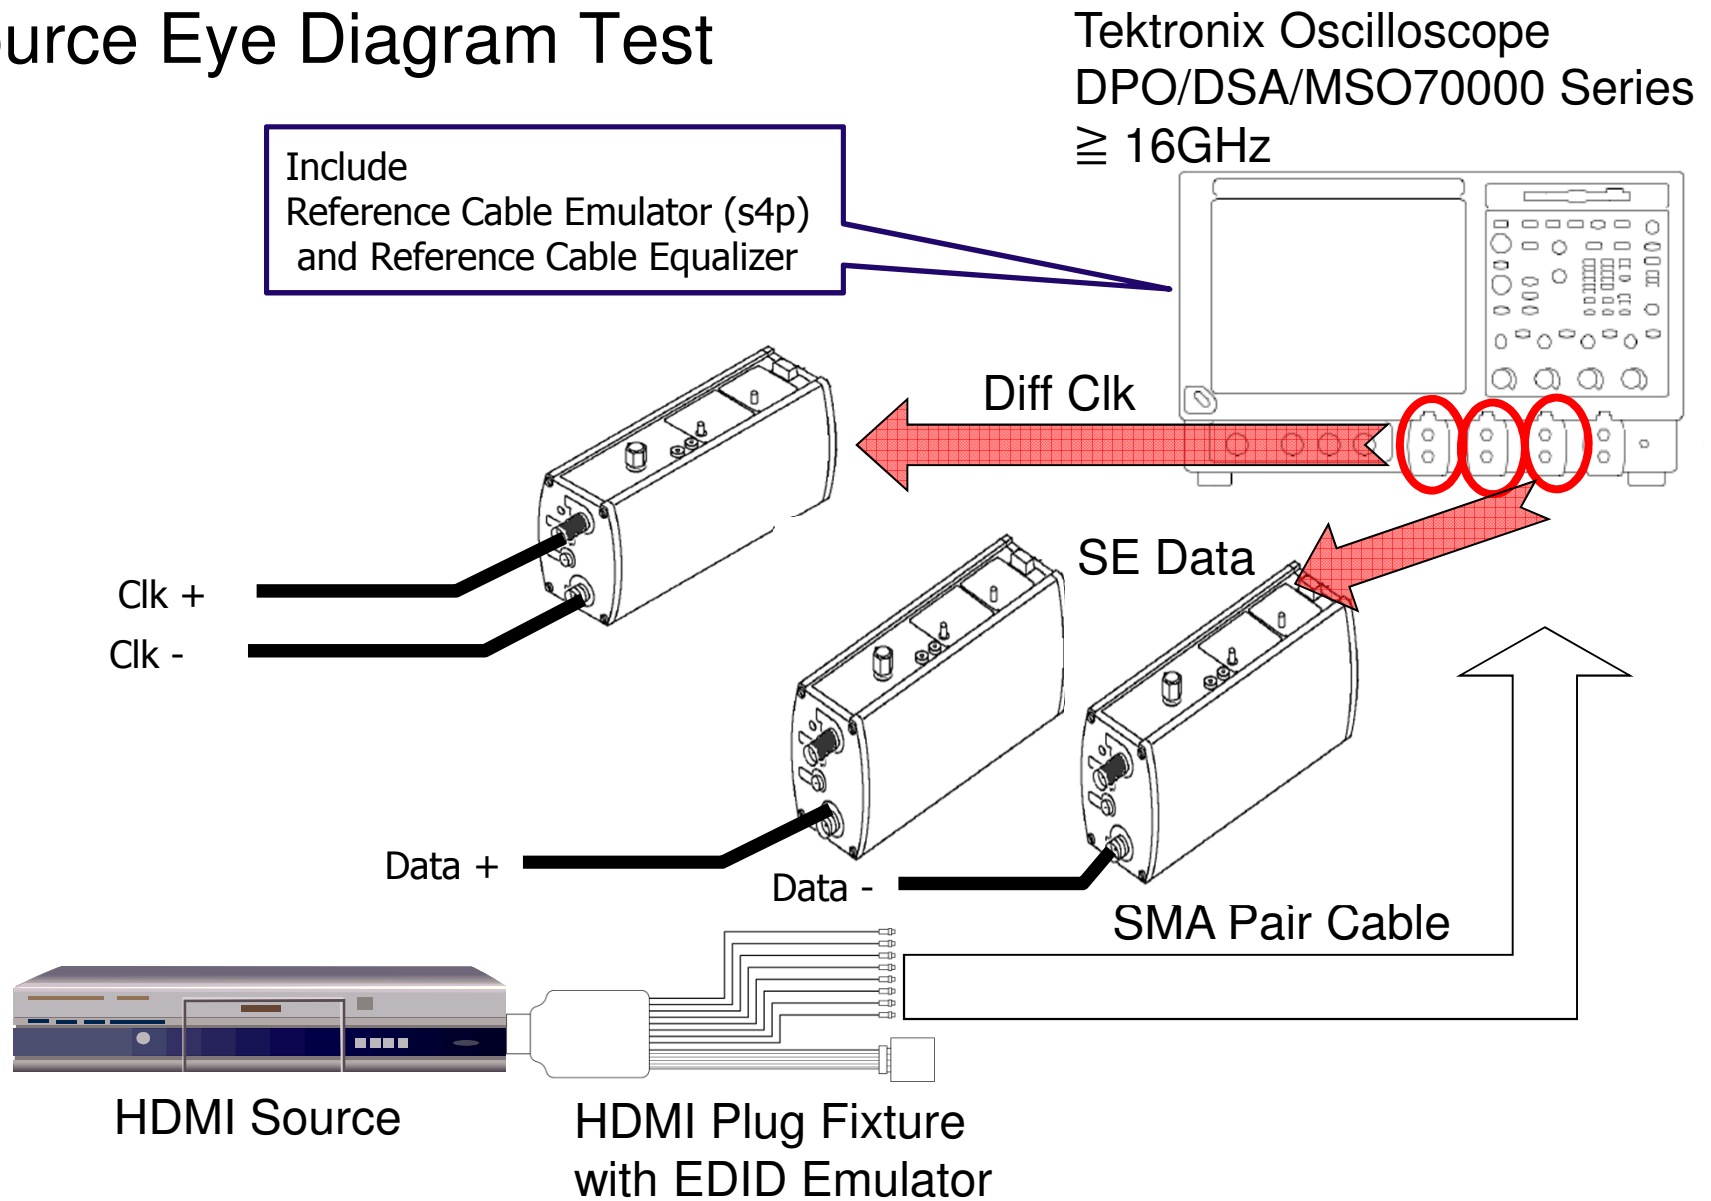 urce Eye Diagram Test
Tektronix Oscilloscope
DPO/DSA/MSO70000 Series
≧ 16GHz
Include
Reference Cable Emulator (s4p)
and Reference Cable Equalizer
Diff Clk
SE Data
Clk +
Clk -
Data +
Data -
SMA Pair Cable
HDMI Source
HDMI Plug Fixture
with EDID Emulator